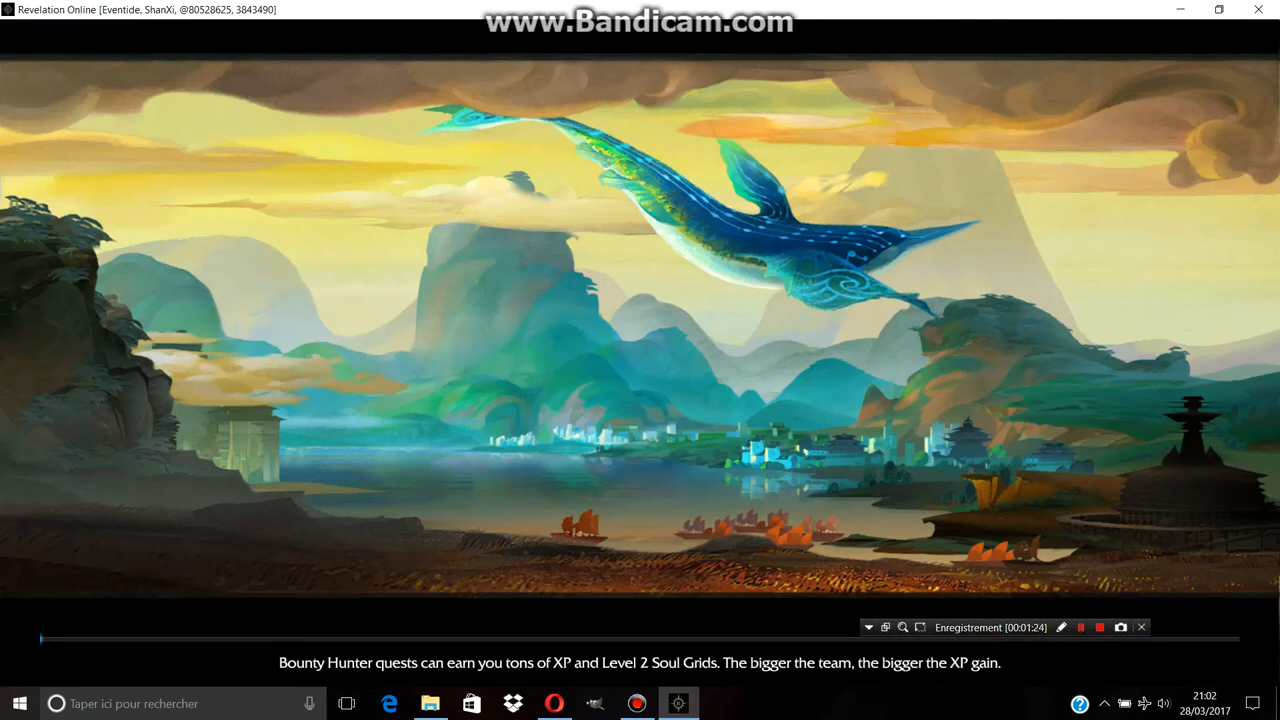 Revelation Online [Eventide, ShanXi, @80528625, 3843490]
www.Bandicam.com
Enregistrement [00:01:24]
Bounty Hunter quests can earn you tons of XP and Level 2 Soul Grids. The bigger the team, the bigger the XP gain.
Taper ici pour rechercher
21:02
28/03/2017